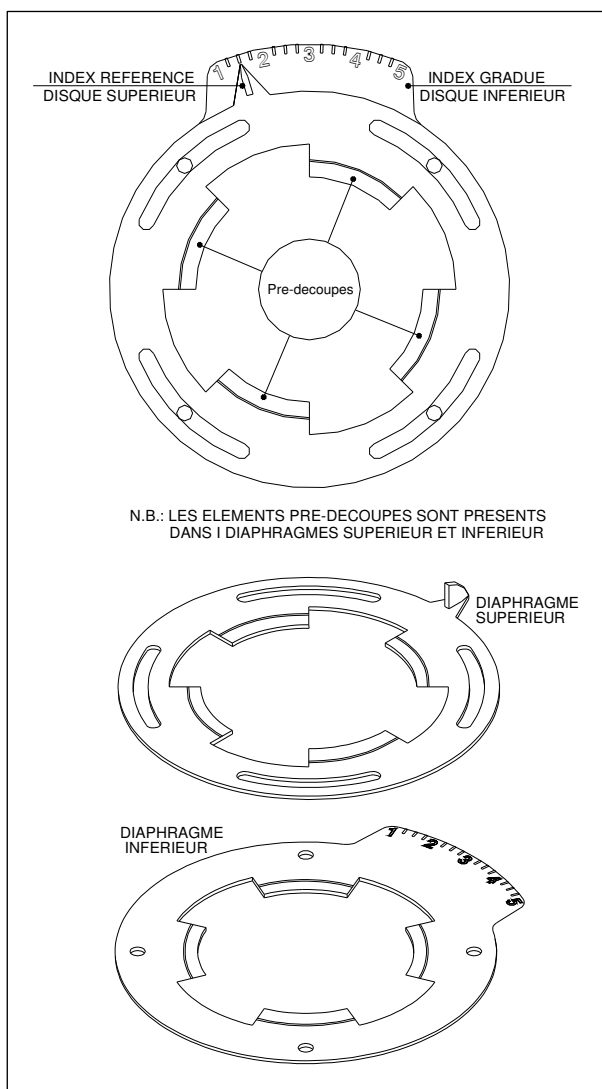 1 2 3 4 5
INDEX REFERENCE
DISQUE SUPERIEUR
INDEX GRADUE
DISQUE INFERIEUR
Pre-decoupes
N.B.: LES ELEMENTS PRE-DECOUPES SONT PRESENTS
DANS I DIAPHRAGMES SUPERIEUR ET INFERIEUR
DIAPHRAGME
SUPERIEUR
DIAPHRAGME
INFERIEUR
1 2 3 4 5